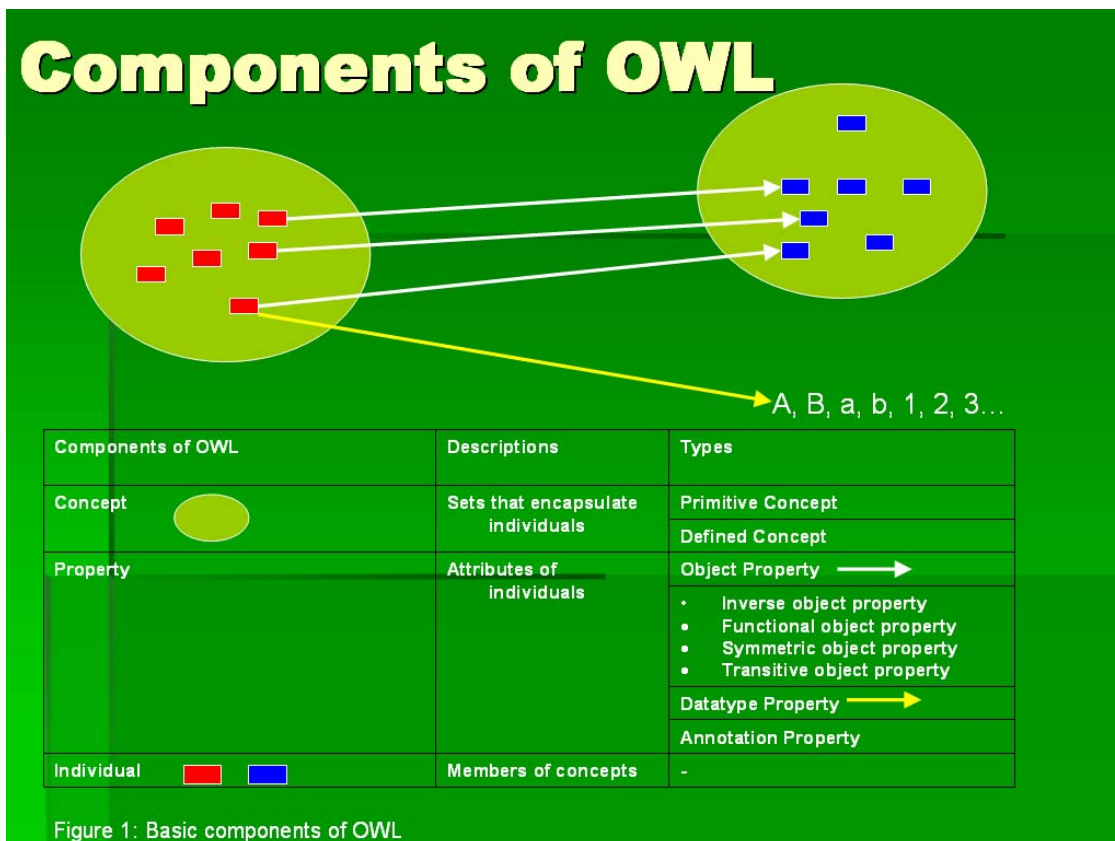 Components of OWL
A, B, a, b, 1, 2, 3...
Components of OWL
Descriptions
Types
Concept
Sets that encapsulate
individuals
Primitive Concept
Defined Concept
Property
Attributes of
individuals
Object Property
• Inverse object property
• Functional object property
• Symmetric object property
• Transitive object property
Datatype Property
Annotation Property
Individual
Members of concepts
-
Figure 1: Basic components of OWL